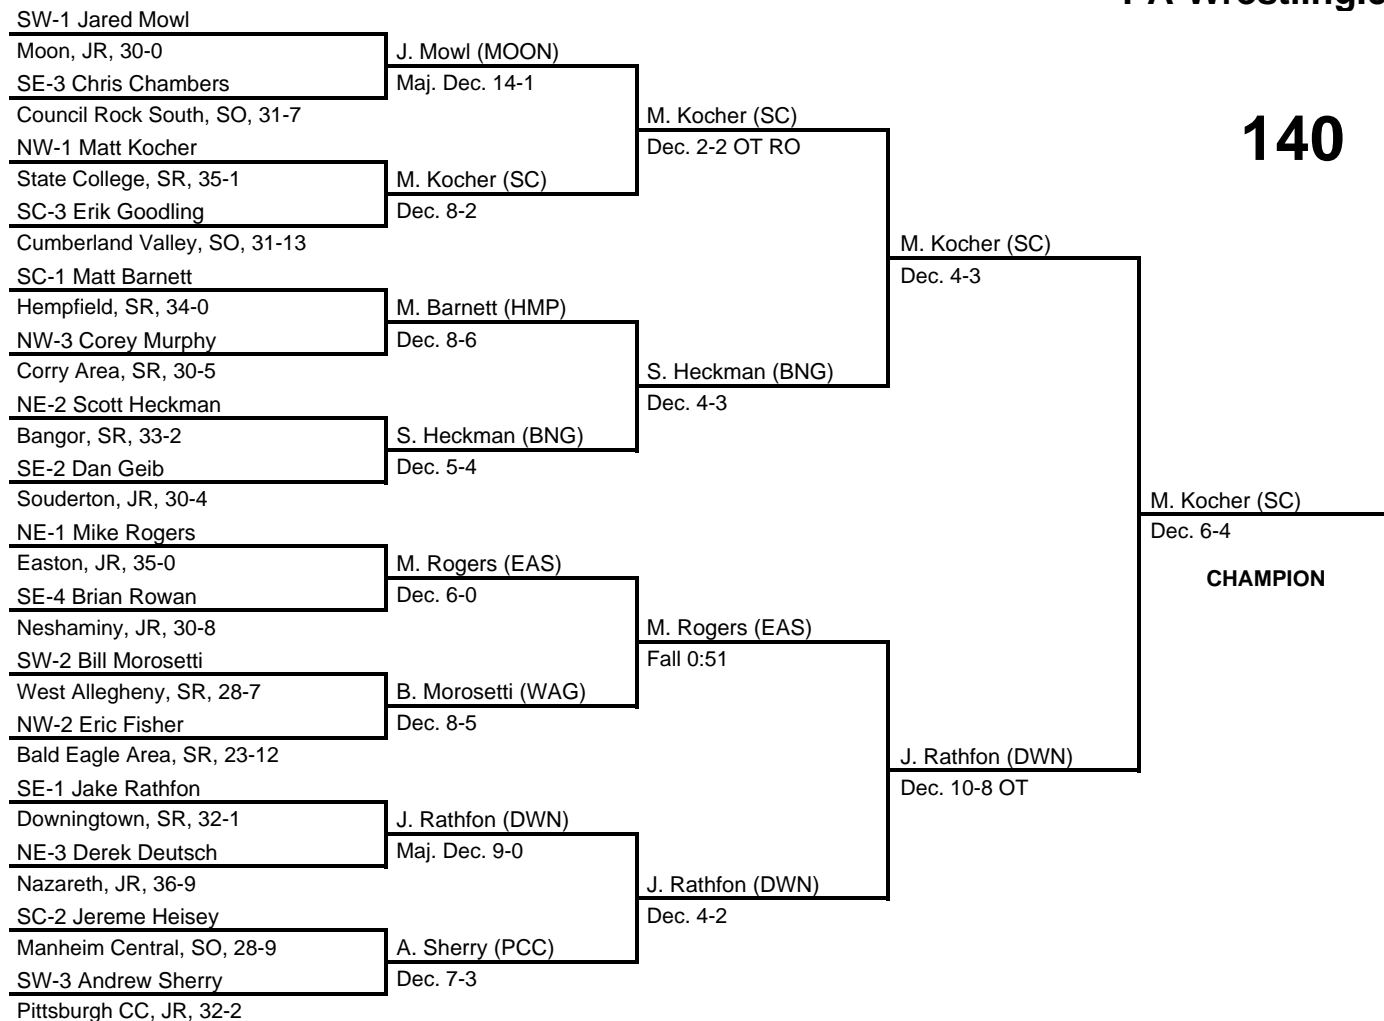 SW-1 Jared Mowl
Moon, JR, 30-0
SE-3 Chris Chambers
Council Rock South, SO, 31-7
NW-1 Matt Kocher
State College, SR, 35-1
SC-3 Erik Goodling
Cumberland Valley, SO, 31-13
SC-1 Matt Barnett
Hempfield, SR, 34-0
NW-3 Corey Murphy
Corry Area, SR, 30-5
NE-2 Scott Heckman
Bangor, SR, 33-2
SE-2 Dan Geib
Souderton, JR, 30-4
NE-1 Mike Rogers
Easton, JR, 35-0
SE-4 Brian Rowan
Neshaminy, JR, 30-8
SW-2 Bill Morosetti
West Allegheny, SR, 28-7
NW-2 Eric Fisher
Bald Eagle Area, SR, 23-12
SE-1 Jake Rathfon
Downingtown, SR, 32-1
NE-3 Derek Deutsch
Nazareth, JR, 36-9
SC-2 Jereme Heisey
Manheim Central, SO, 28-9
SW-3 Andrew Sherry
Pittsburgh CC, JR, 32-2
J. Mowl (MOON)
Maj. Dec. 14-1
M. Kocher (SC)
Dec. 8-2
M. Barnett (HMP)
Dec. 8-6
S. Heckman (BNG)
Dec. 5-4
M. Rogers (EAS)
Dec. 6-0
B. Morosetti (WAG)
Dec. 8-5
J. Rathfon (DWN)
Maj. Dec. 9-0
A. Sherry (PCC)
Dec. 7-3
M. Kocher (SC)
Dec. 2-2 OT RO
S. Heckman (BNG)
Dec. 4-3
M. Rogers (EAS)
Fall 0:51
J. Rathfon (DWN)
Dec. 4-2
M. Kocher (SC)
Dec. 4-3
J. Rathfon (DWN)
Dec. 10-8 OT
140
M. Kocher (SC)
Dec. 6-4
CHAMPION